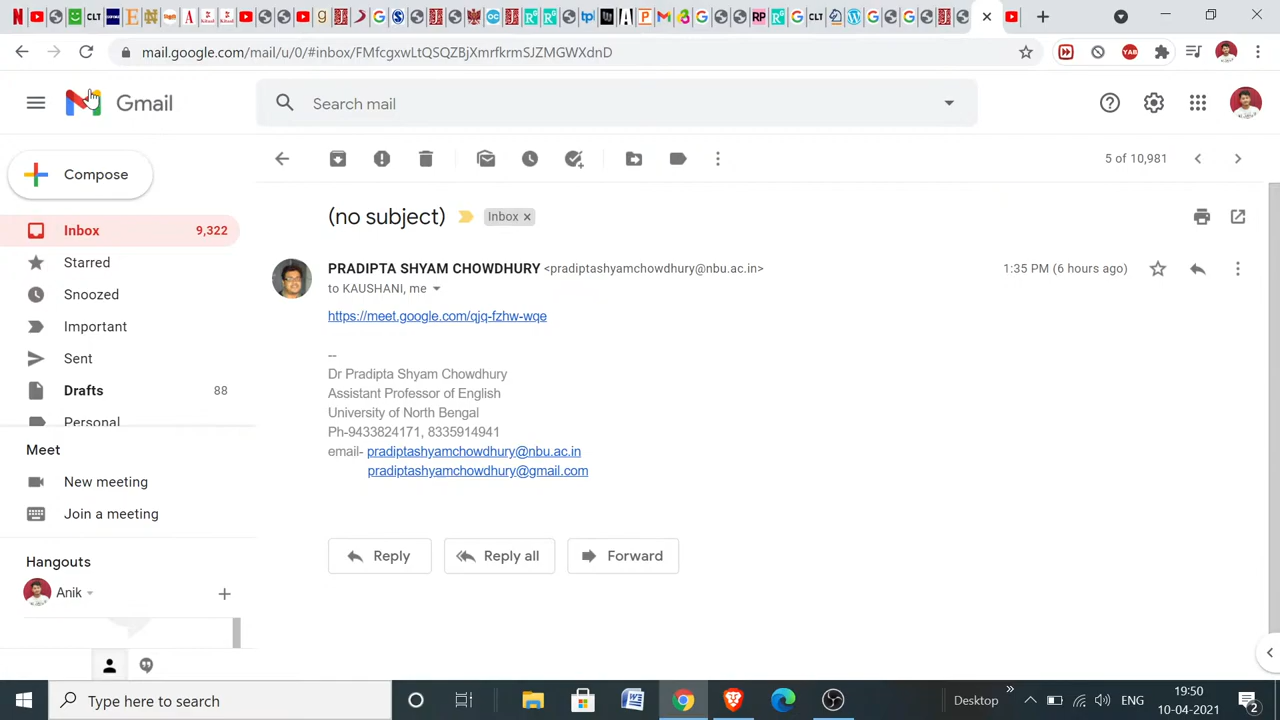 mail.google.com/mail/u/0/#inbox/FMfcgxwLtQSQZBjXmrfkrmSJZMGWXdnD
Gmail
Search mail
Compose
5 of 10,981
Inbox 9,322
(no subject)
Inbox ×
Starred
PRADIPTA SHYAM CHOWDHURY <pradiptashyamchowdhury@nbu.ac.in>
1:35 PM (6 hours ago)
to KAUSHANI, me
Snoozed
https://meet.google.com/qjq-fzhw-wqe
Important
Sent
--
Dr Pradipta Shyam Chowdhury
Drafts 88
Assistant Professor of English
University of North Bengal
Personal
Ph-9433824171, 8335914941
Meet
email- pradiptashyamchowdhury@nbu.ac.in
pradiptashyamchowdhury@gmail.com
New meeting
Join a meeting
Reply
Reply all
Forward
Hangouts
Anik
Type here to search
Desktop
ENG
19:50
10-04-2021
2